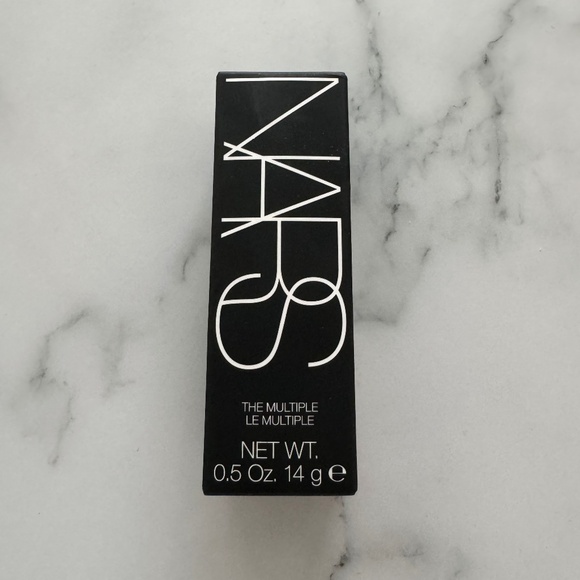 NARS
THE MULTIPLE
LE MULTIPLE
NET WT.
0.5 Oz. 14 g ℮